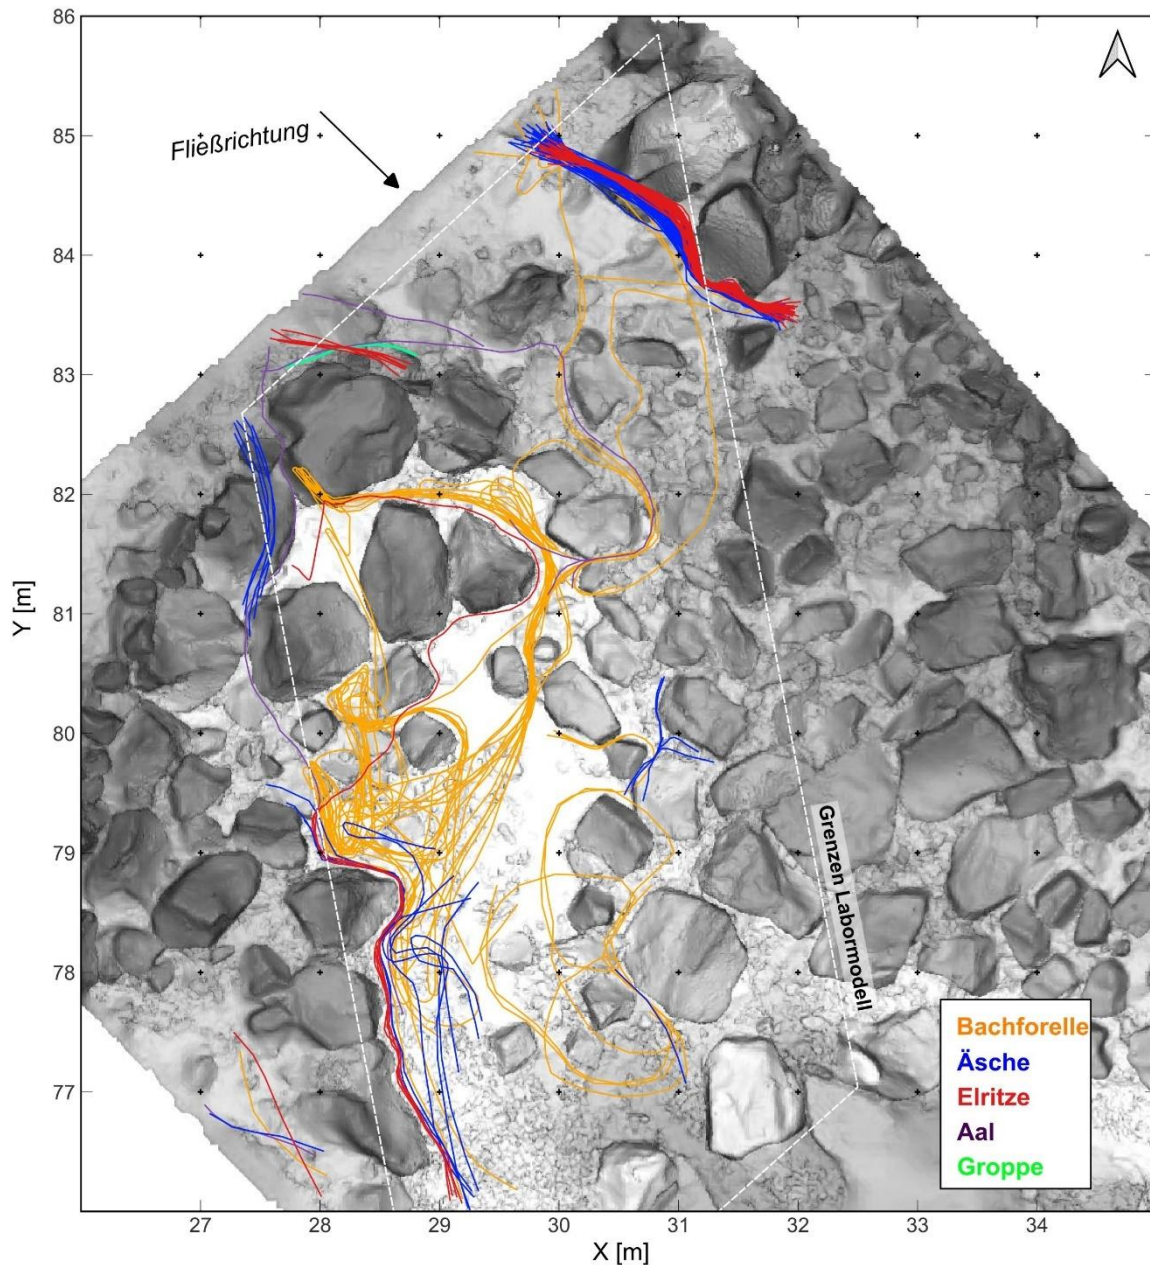 86
85
84
83
82
81
80
79
78
77
Y [m]
Fließrichtung
Grenzen Labormodell
Bachforelle
Äsche
Elritze
Aal
Groppe
27 28 29 30 31 32 33 34
X [m]